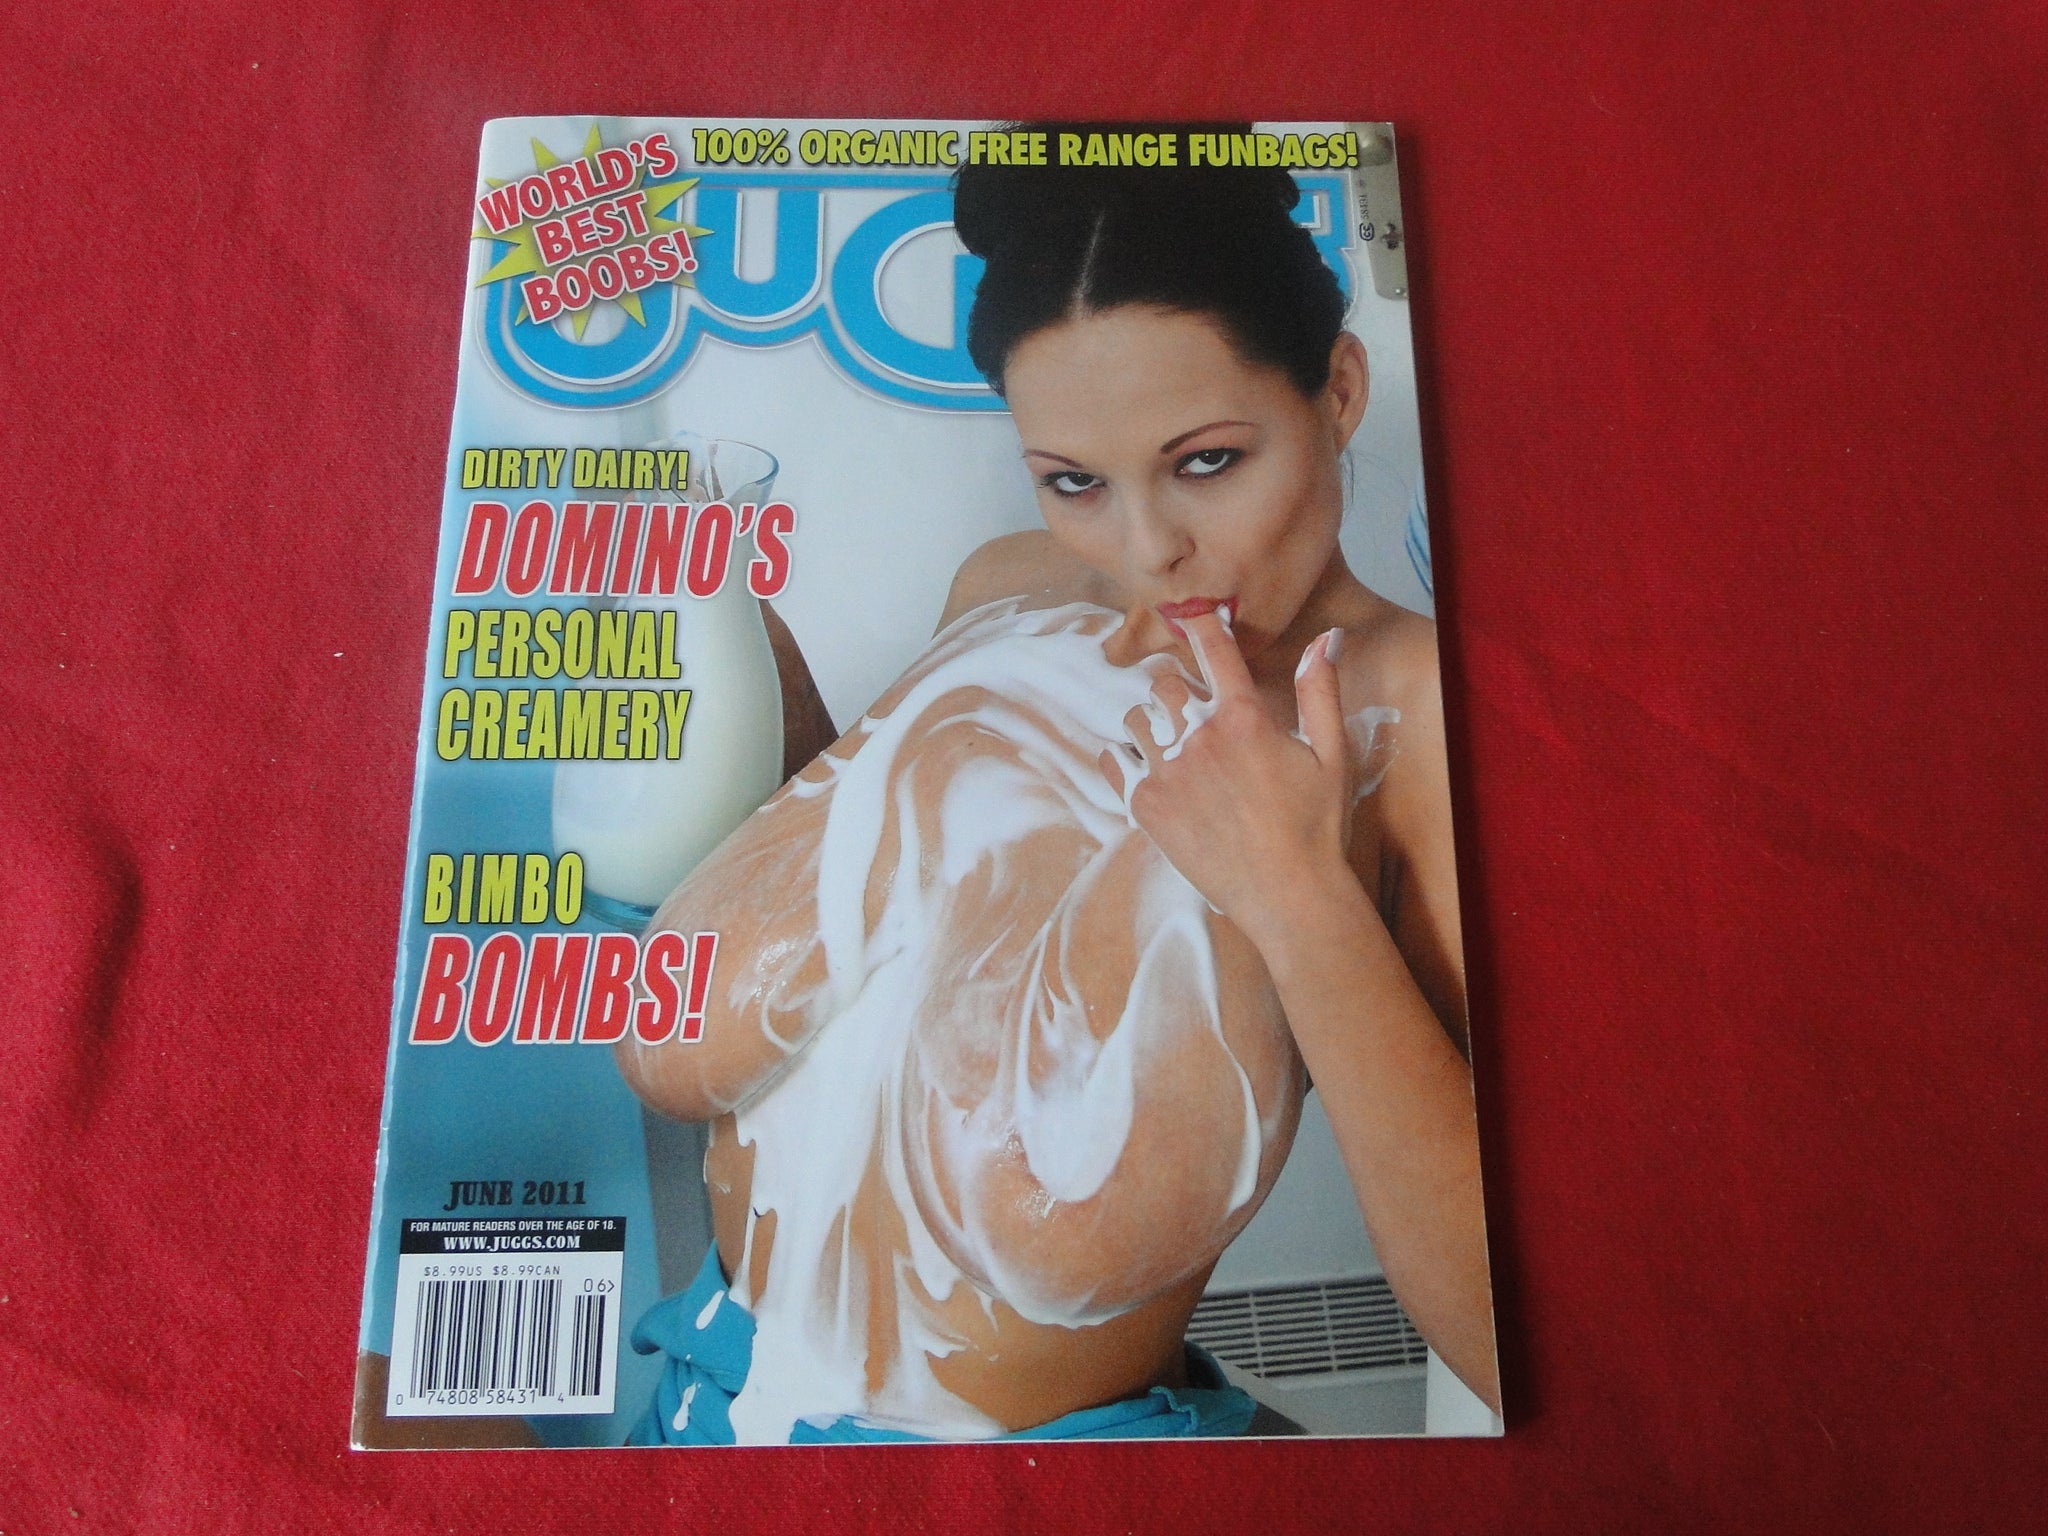 WORLD'S
BEST
BOOBS!
100% ORGANIC FREE RANGE FUNBAGS!
DIRTY DAIRY!
DOMINO'S
PERSONAL
CREAMERY
BIMBO
BOMBS!
JUNE 2011
FOR MATURE READERS OVER THE AGE OF 18.
WWW.JUGGS.COM
$8.99US $8.99CAN
06>
0 74808 58431 4